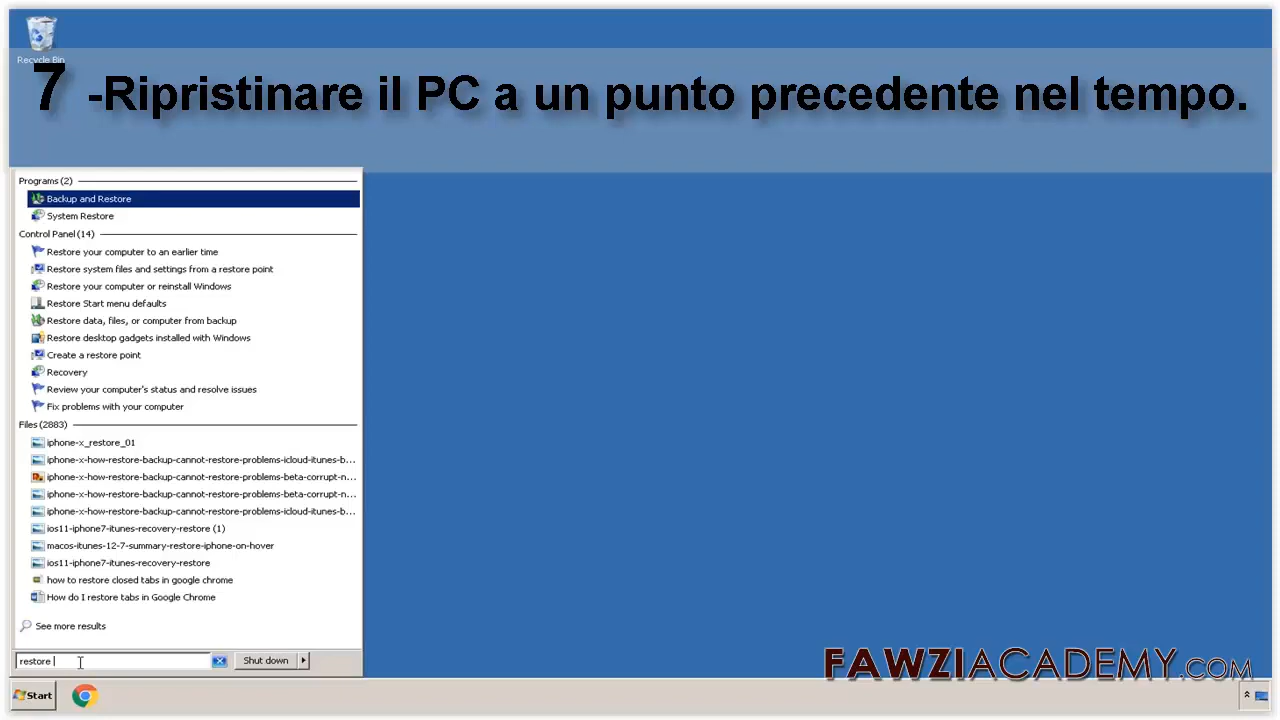 Recycle Bin
7 -Ripristinare il PC a un punto precedente nel tempo.
Programs (2)
Backup and Restore
System Restore
Control Panel (14)
Restore your computer to an earlier time
Restore system files and settings from a restore point
Restore your computer or reinstall Windows
Restore Start menu defaults
Restore data, files, or computer from backup
Restore desktop gadgets installed with Windows
Create a restore point
Recovery
Review your computer's status and resolve issues
Fix problems with your computer
Files (2883)
iphone-x_restore_01
iphone-x-how-restore-backup-cannot-restore-problems-icloud-itunes-b...
iphone-x-how-restore-backup-cannot-restore-problems-beta-corrupt-n...
iphone-x-how-restore-backup-cannot-restore-problems-beta-corrupt-n...
iphone-x-how-restore-backup-cannot-restore-problems-icloud-itunes-b...
ios11-iphone7-itunes-recovery-restore (1)
macos-itunes-12-7-summary-restore-iphone-on-hover
ios11-iphone7-itunes-recovery-restore
how to restore closed tabs in google chrome
How do I restore tabs in Google Chrome
See more results
restore
Shut down
FAWZIACADEMY.COM
Start